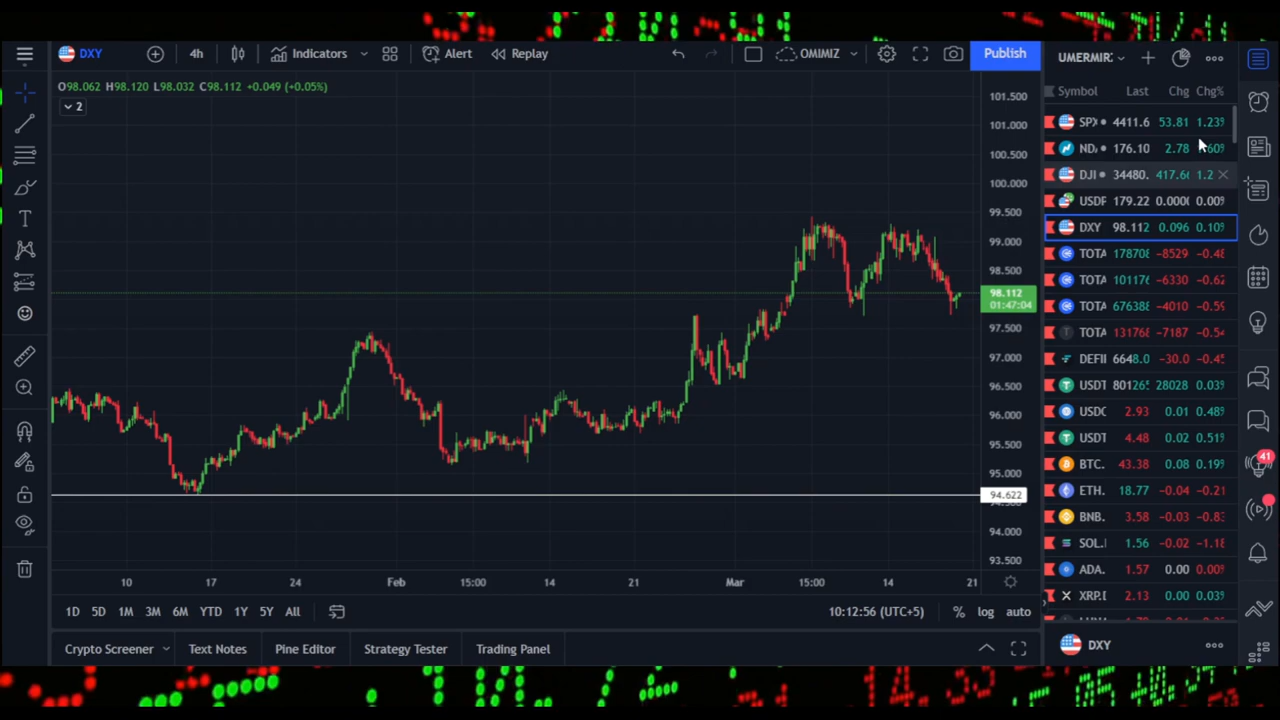 DXY 4h Indicators Alert Replay OMIMIZ Publish
O98.062 H98.120 L98.032 C98.112 +0.049 (+0.05%)
2
101.500
101.000
100.500
100.000
99.500
99.000
98.500
98.112
01:47:04
97.500
97.000
96.500
96.000
95.500
95.000
94.622
94.000
93.500
10 17 24 Feb 15:00 14 21 Mar 15:00 14 21
1D 5D 1M 3M 6M YTD 1Y 5Y All 10:12:56 (UTC+5) % log auto
Crypto Screener Text Notes Pine Editor Strategy Tester Trading Panel
UMERMIR
Symbol Last Chg Chg%
SPX 4411.6 53.81 1.23%
176.10 2.78
DJI 34480. 417.6 1.2
USDP 179.22 0.000 0.00%
DXY 98.112 0.096 0.10%
TOTA 178708 -8529 -0.48
TOTA 101176 -6330 -0.62
TOTA 676388 -4010 -0.59
TOTA 131768 -7187 -0.54
DEFI 6648.0 -30.0 -0.45
USDT 801265 28028 0.03%
USDC 2.93 0.01 0.48%
USDT 4.48 0.02 0.51%
BTC. 43.38 0.08 0.19%
ETH. 18.77 -0.04 -0.21
BNB. 3.58 -0.03 -0.83
SOL. 1.56 -0.02 -1.18
ADA. 1.57 0.00 0.00%
XRP. 2.13 0.00 0.03%
DXY
41